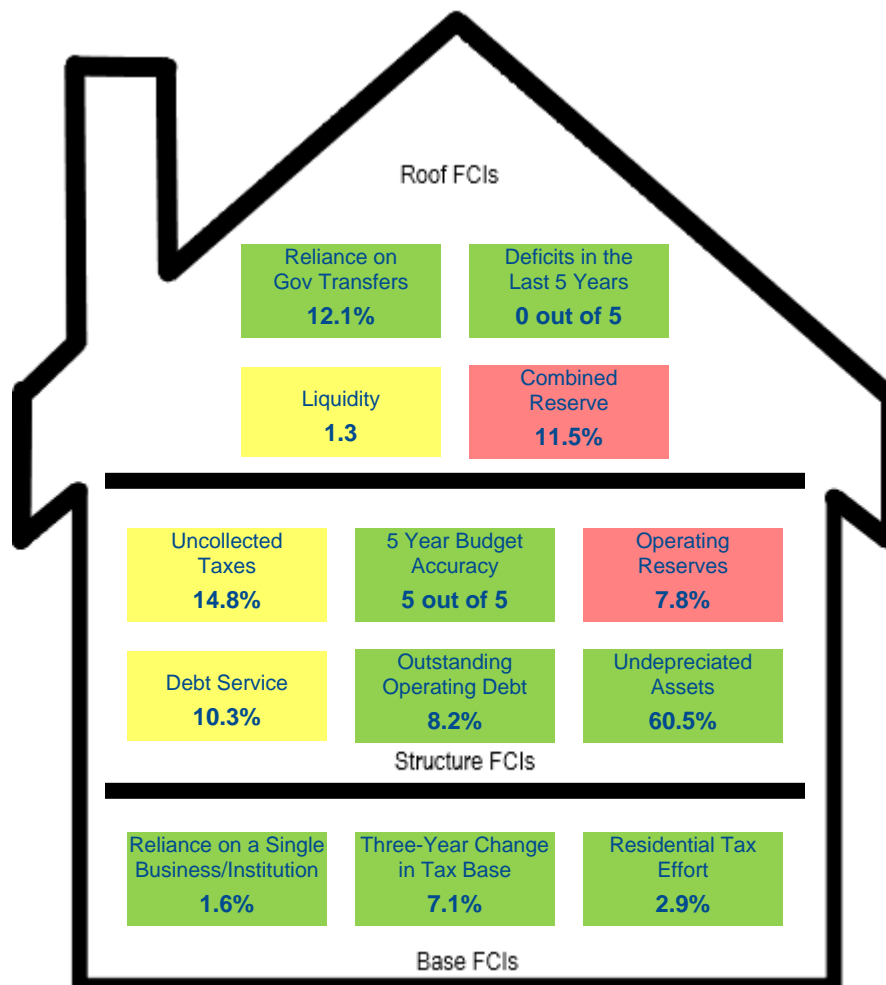 Roof FCIs
Reliance on
Gov Transfers
12.1%
Deficits in the
Last 5 Years
0 out of 5
Liquidity
1.3
Combined
Reserve
11.5%
Uncollected
Taxes
14.8%
5 Year Budget
Accuracy
5 out of 5
Operating
Reserves
7.8%
Debt Service
10.3%
Outstanding
Operating Debt
8.2%
Undepreciated
Assets
60.5%
Structure FCIs
Reliance on a Single
Business/Institution
1.6%
Three-Year Change
in Tax Base
7.1%
Residential Tax
Effort
2.9%
Base FCIs